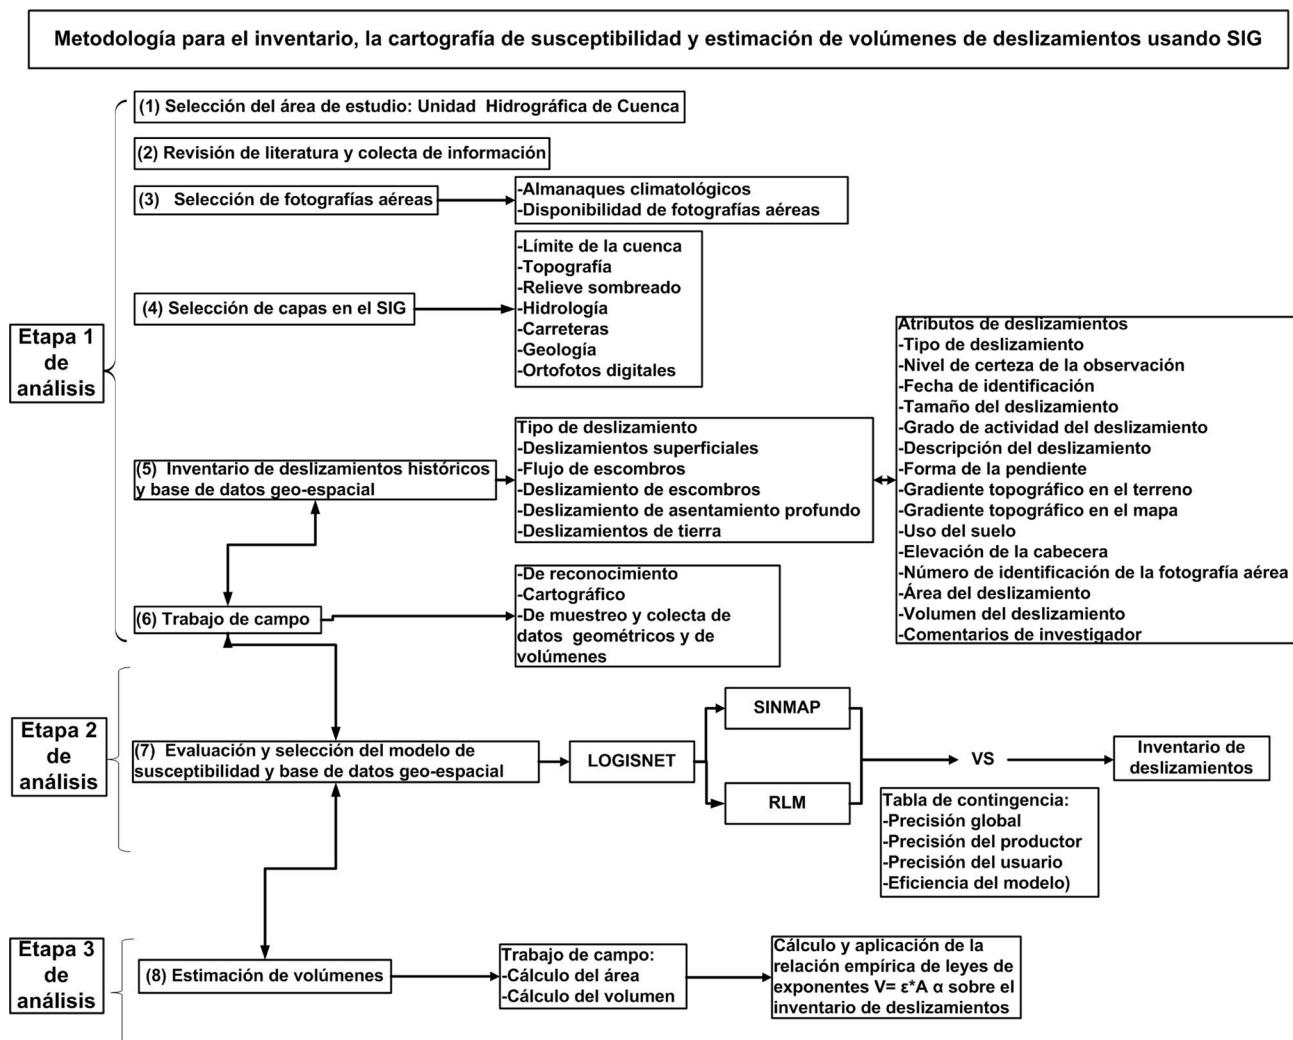 Metodología para el inventario, la cartografía de susceptibilidad y estimación de volúmenes de deslizamientos usando SIG
Etapa 1
de
análisis
(1) Selección del área de estudio: Unidad Hidrográfica de Cuenca
(2) Revisión de literatura y colecta de información
(3) Selección de fotografías aéreas
-Almanaques climatológicos
-Disponibilidad de fotografías aéreas
(4) Selección de capas en el SIG
-Límite de la cuenca
-Topografía
-Relieve sombreado
-Hidrología
-Carreteras
-Geología
-Ortofotos digitales
(5) Inventario de deslizamientos históricos
y base de datos geo-espacial
Tipo de deslizamiento
-Deslizamientos superficiales
-Flujo de escombros
-Deslizamiento de escombros
-Deslizamiento de asentamiento profundo
-Deslizamientos de tierra
Atributos de deslizamientos
-Tipo de deslizamiento
-Nivel de certeza de la observación
-Fecha de identificación
-Tamaño del deslizamiento
-Grado de actividad del deslizamiento
-Descripción del deslizamiento
-Forma de la pendiente
-Gradiente topográfico en el terreno
-Gradiente topográfico en el mapa
-Uso del suelo
-Elevación de la cabecera
-Número de identificación de la fotografía aérea
-Área del deslizamiento
-Volumen del deslizamiento
-Comentarios de investigador
(6) Trabajo de campo
-De reconocimiento
-Cartográfico
-De muestreo y colecta de
datos geométricos y de
volúmenes
Etapa 2
de
análisis
(7) Evaluación y selección del modelo de
susceptibilidad y base de datos geo-espacial
LOGISNET
SINMAP
RLM
VS
Inventario de
deslizamientos
Tabla de contingencia:
-Precisión global
-Precisión del productor
-Precisión del usuario
-Eficiencia del modelo)
Etapa 3
de
análisis
(8) Estimación de volúmenes
Trabajo de campo:
-Cálculo del área
-Cálculo del volumen
Cálculo y aplicación de la
relación empírica de leyes de
exponentes V= ε*A α sobre el
inventario de deslizamientos